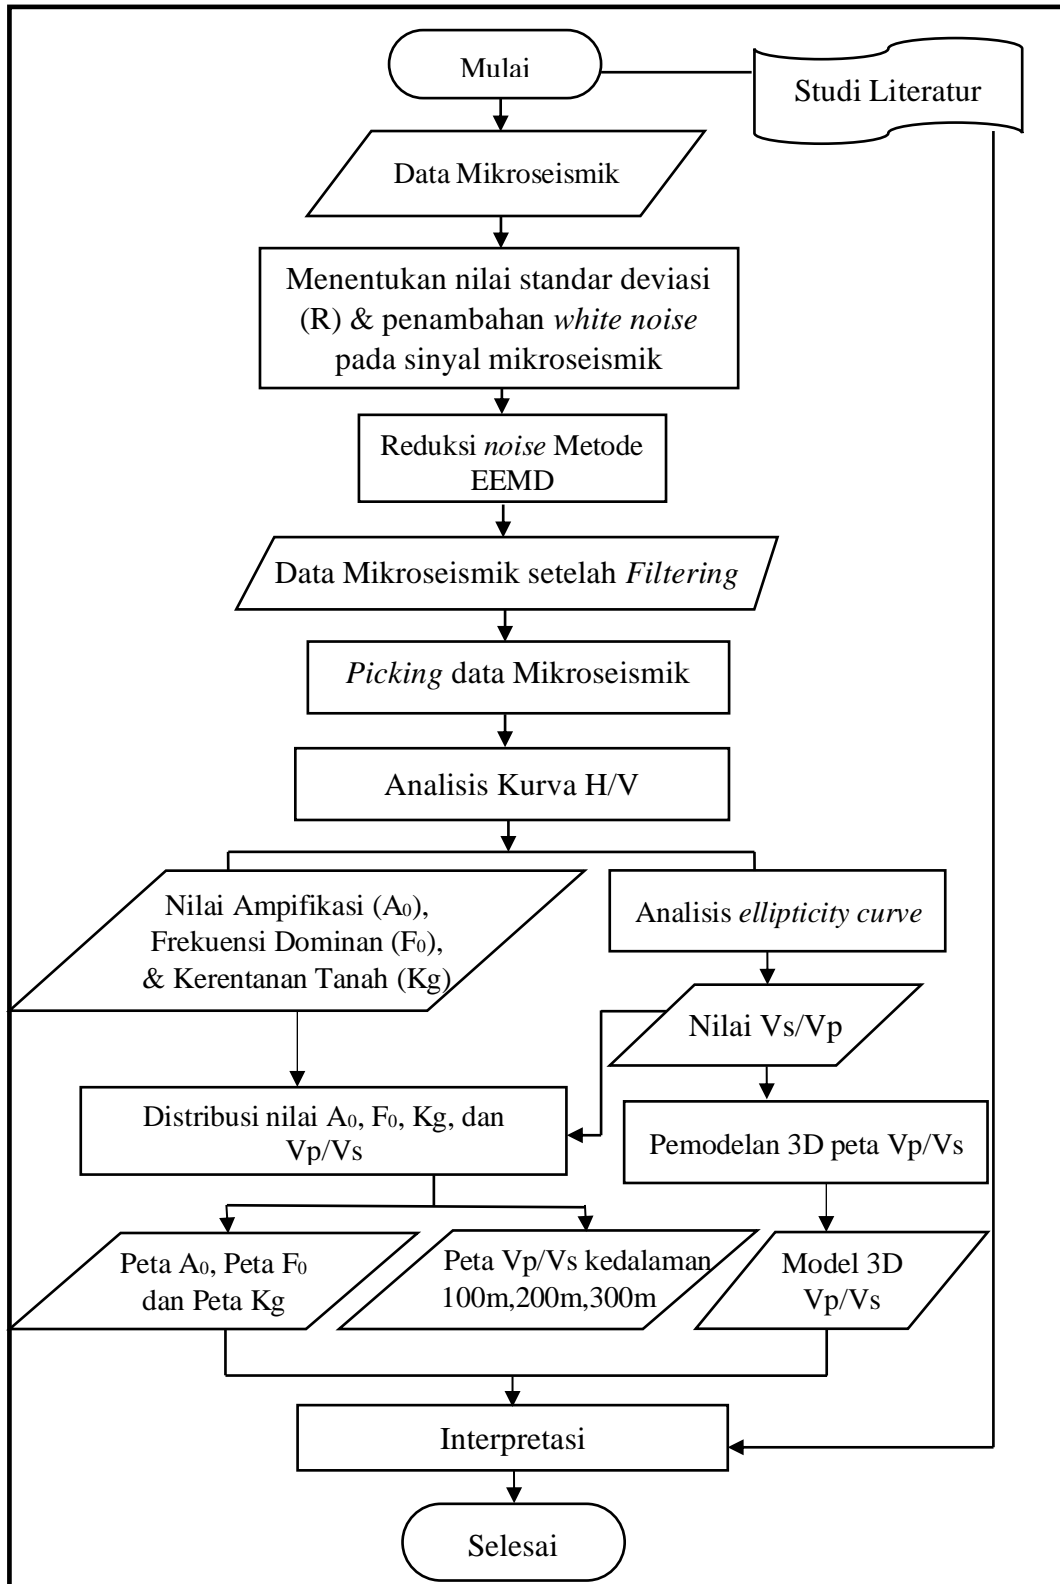 Mulai
Studi Literatur
Data Mikroseismik
Menentukan nilai standar deviasi
(R) & penambahan white noise
pada sinyal mikroseismik
Reduksi noise Metode
EEMD
Data Mikroseismik setelah Filtering
Picking data Mikroseismik
Analisis Kurva H/V
Nilai Ampifikasi (A₀),
Frekuensi Dominan (F₀),
& Kerentanan Tanah (Kg)
Analisis ellipticity curve
Nilai Vs/Vp
Distribusi nilai A₀, F₀, Kg, dan
Vp/Vs
Pemodelan 3D peta Vp/Vs
Peta A₀, Peta F₀
dan Peta Kg
Peta Vp/Vs kedalaman
100m,200m,300m
Model 3D
Vp/Vs
Interpretasi
Selesai